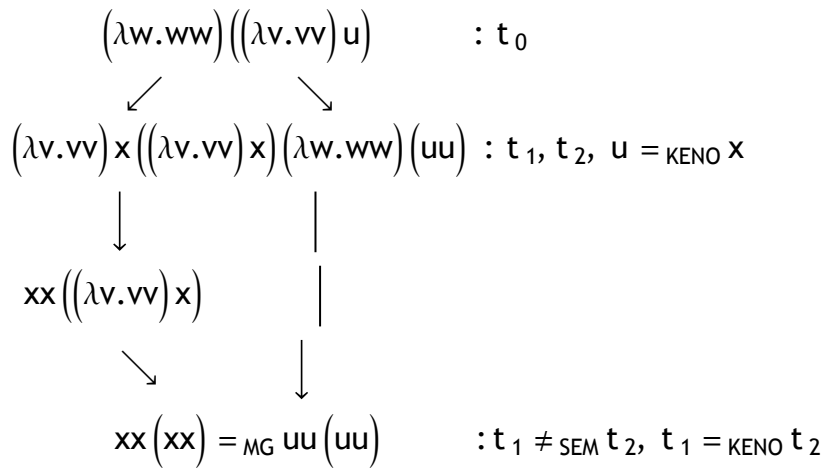 (λw.ww)((λv.vv)u) : t₀
(λv.vv)x((λv.vv)x)(λw.ww)(uu) : t₁, t₂, u =KENO x
xx((λv.vv)x)
xx(xx) =MG uu(uu) : t₁ ≠SEM t₂, t₁ =KENO t₂